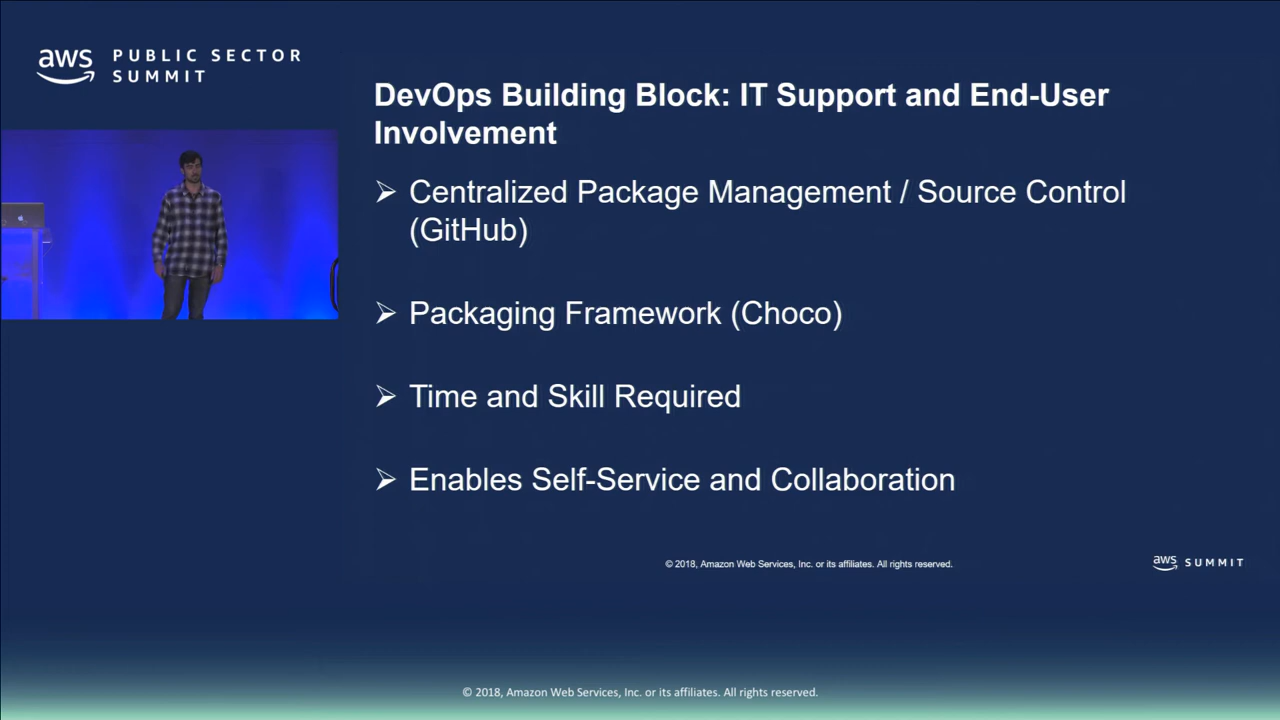 aws PUBLIC SECTOR
SUMMIT
DevOps Building Block: IT Support and End-User
Involvement
➢ Centralized Package Management / Source Control
(GitHub)
➢ Packaging Framework (Choco)
➢ Time and Skill Required
➢ Enables Self-Service and Collaboration
© 2018, Amazon Web Services, Inc. or its affiliates. All rights reserved.
aws SUMMIT
© 2018, Amazon Web Services, Inc. or its affiliates. All rights reserved.